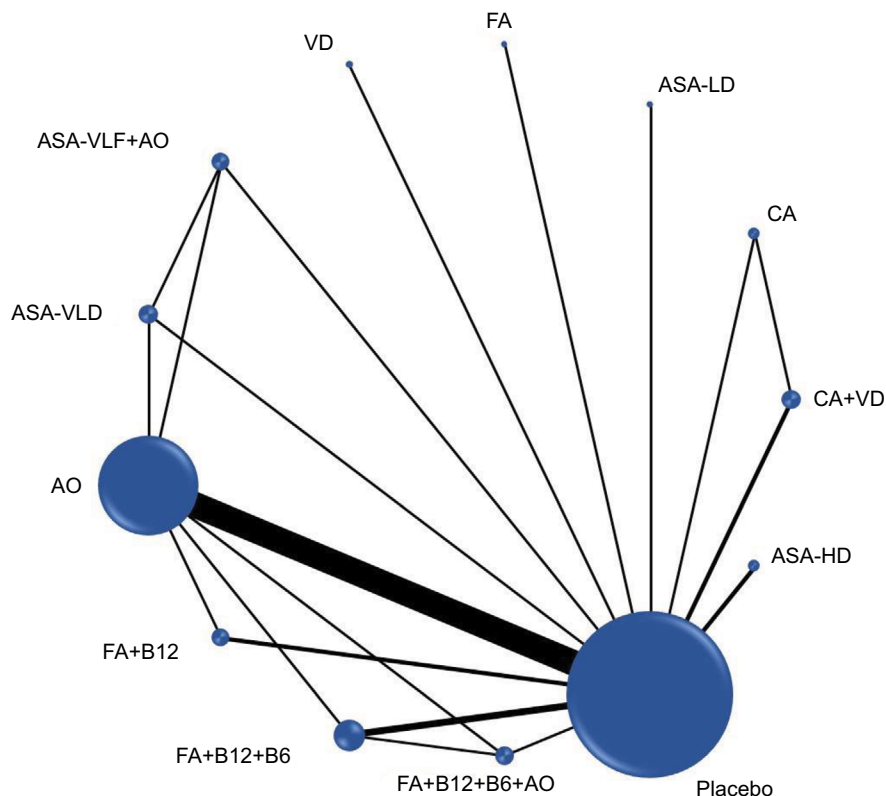 FA
VD
ASA-LD
ASA-VLF+AO
CA
ASA-VLD
CA+VD
AO
ASA-HD
FA+B12
FA+B12+B6
FA+B12+B6+AO
Placebo